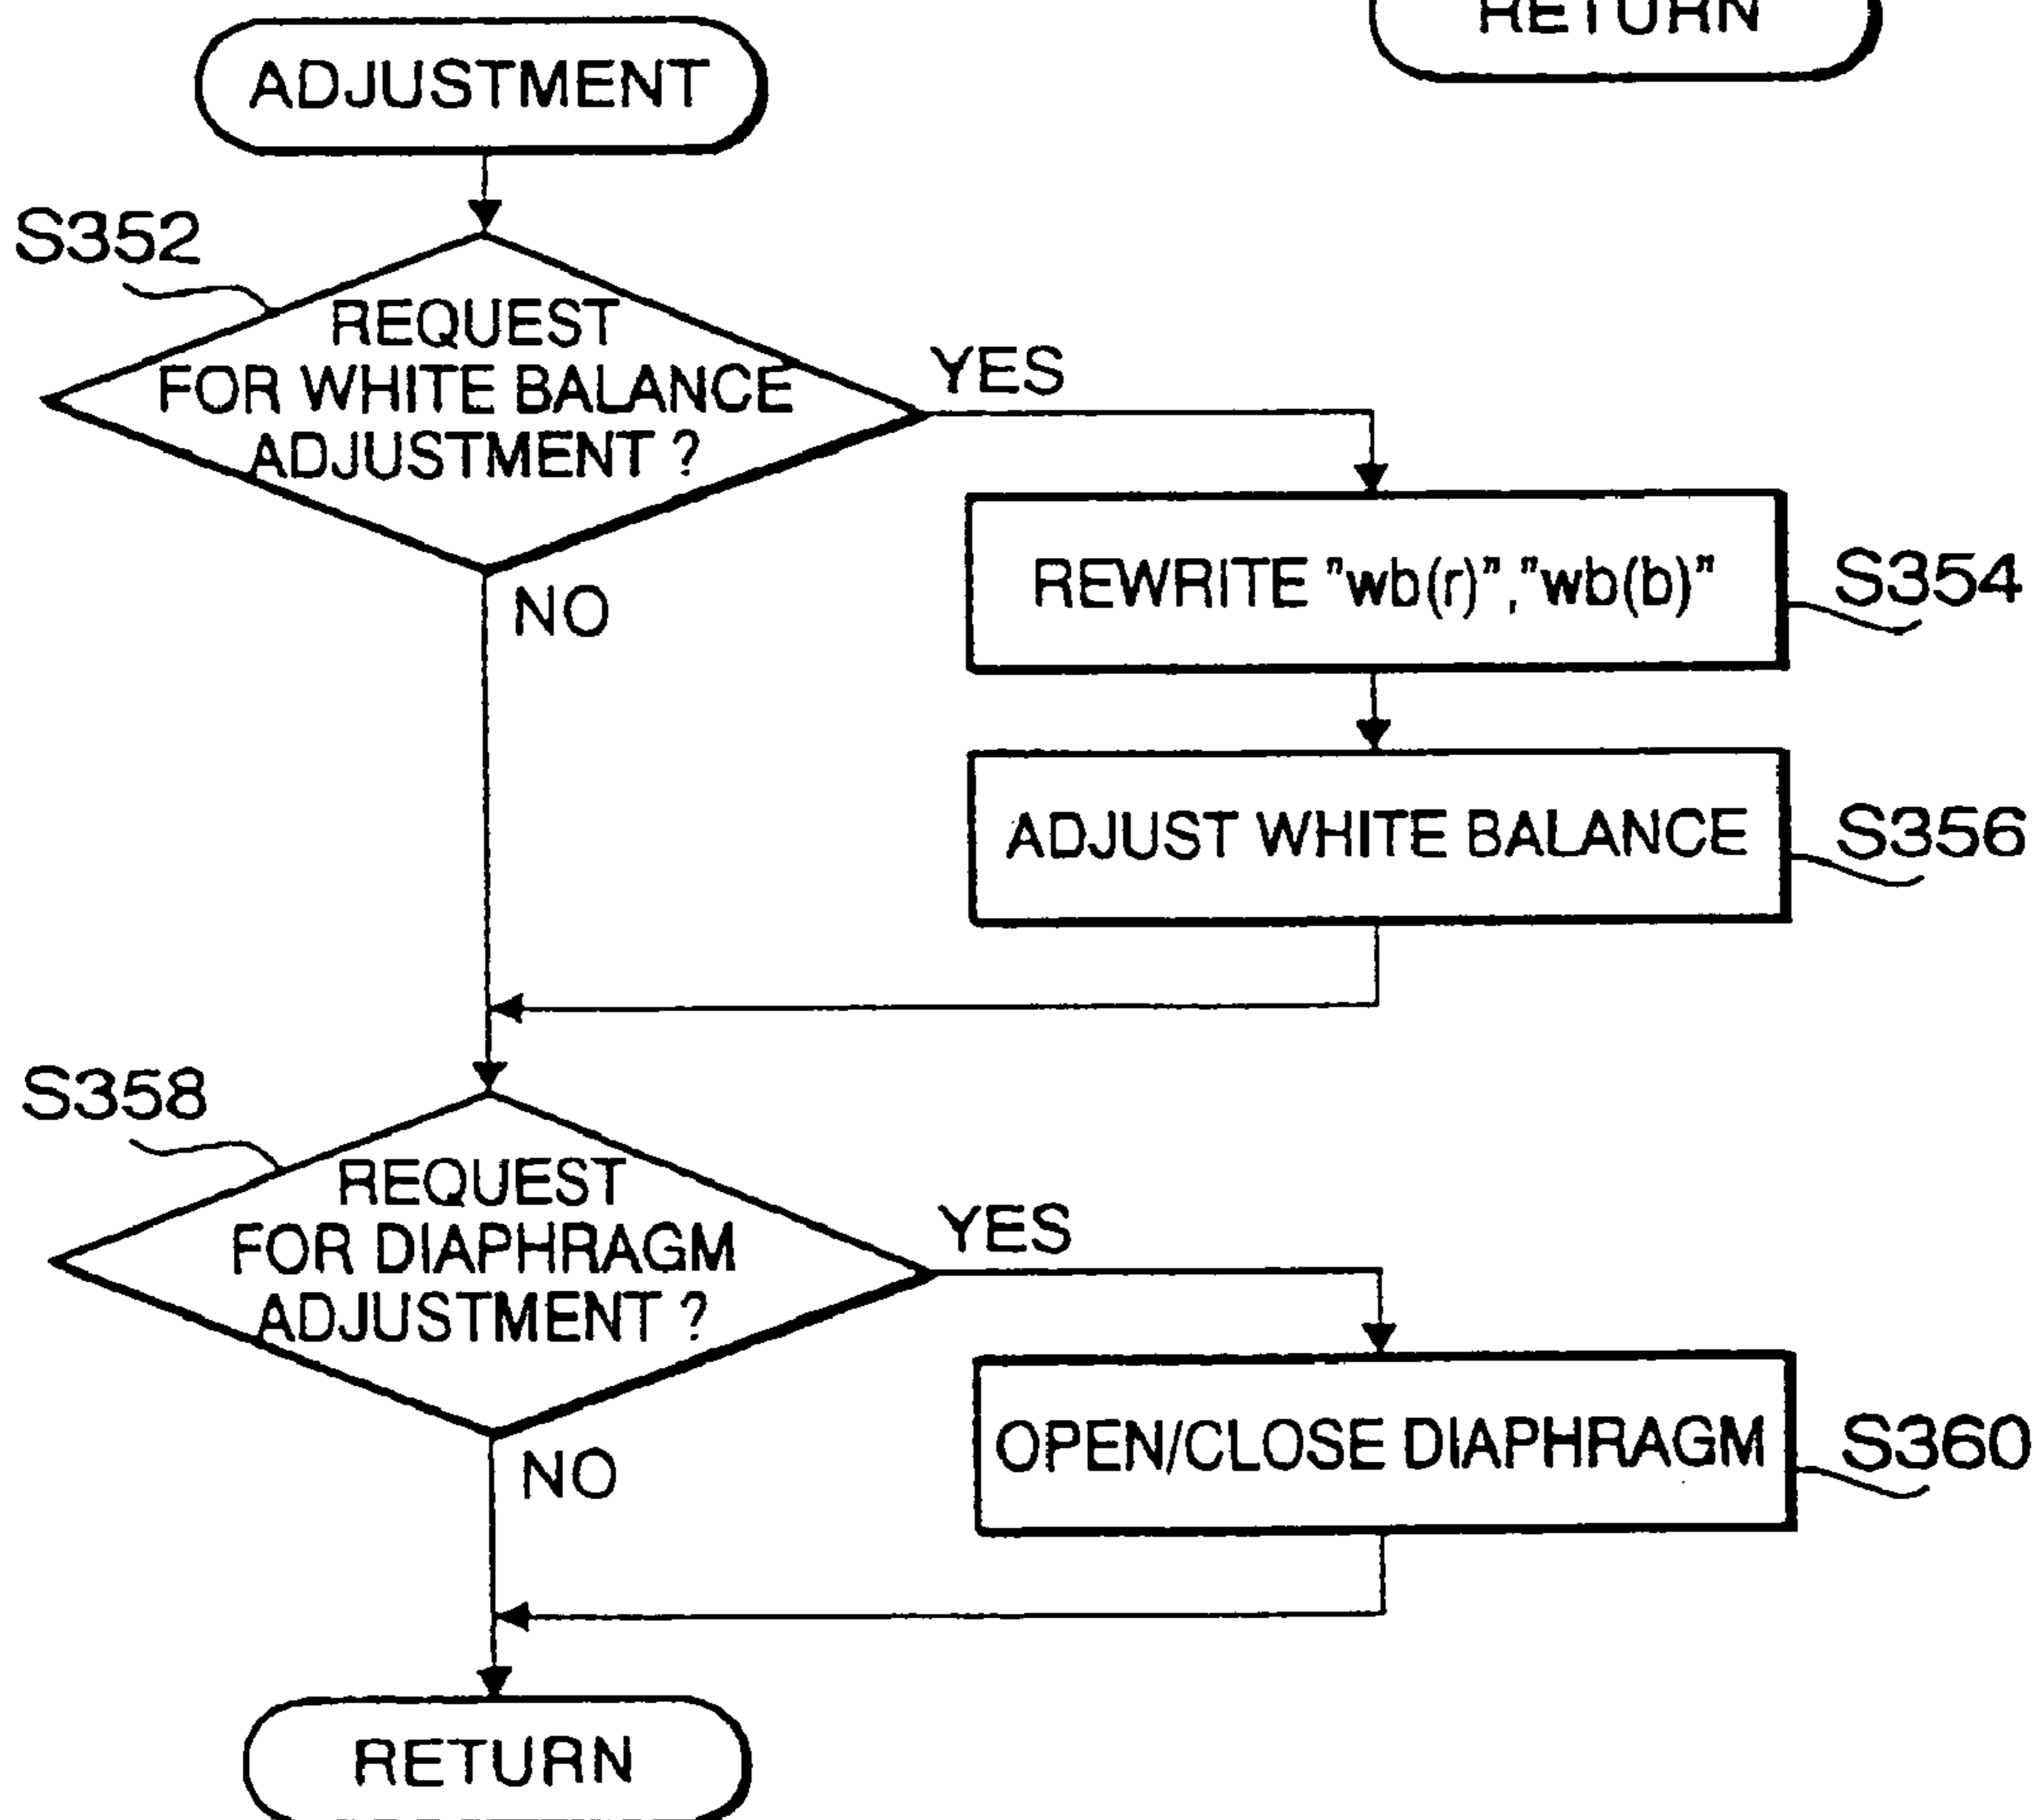 RETURN
ADJUSTMENT
S352
REQUEST
FOR WHITE BALANCE
ADJUSTMENT ?
YES
NO
REWRITE "wb(r)","wb(b)"
S354
ADJUST WHITE BALANCE
S356
S358
REQUEST
FOR DIAPHRAGM
ADJUSTMENT ?
YES
NO
OPEN/CLOSE DIAPHRAGM
S360
RETURN